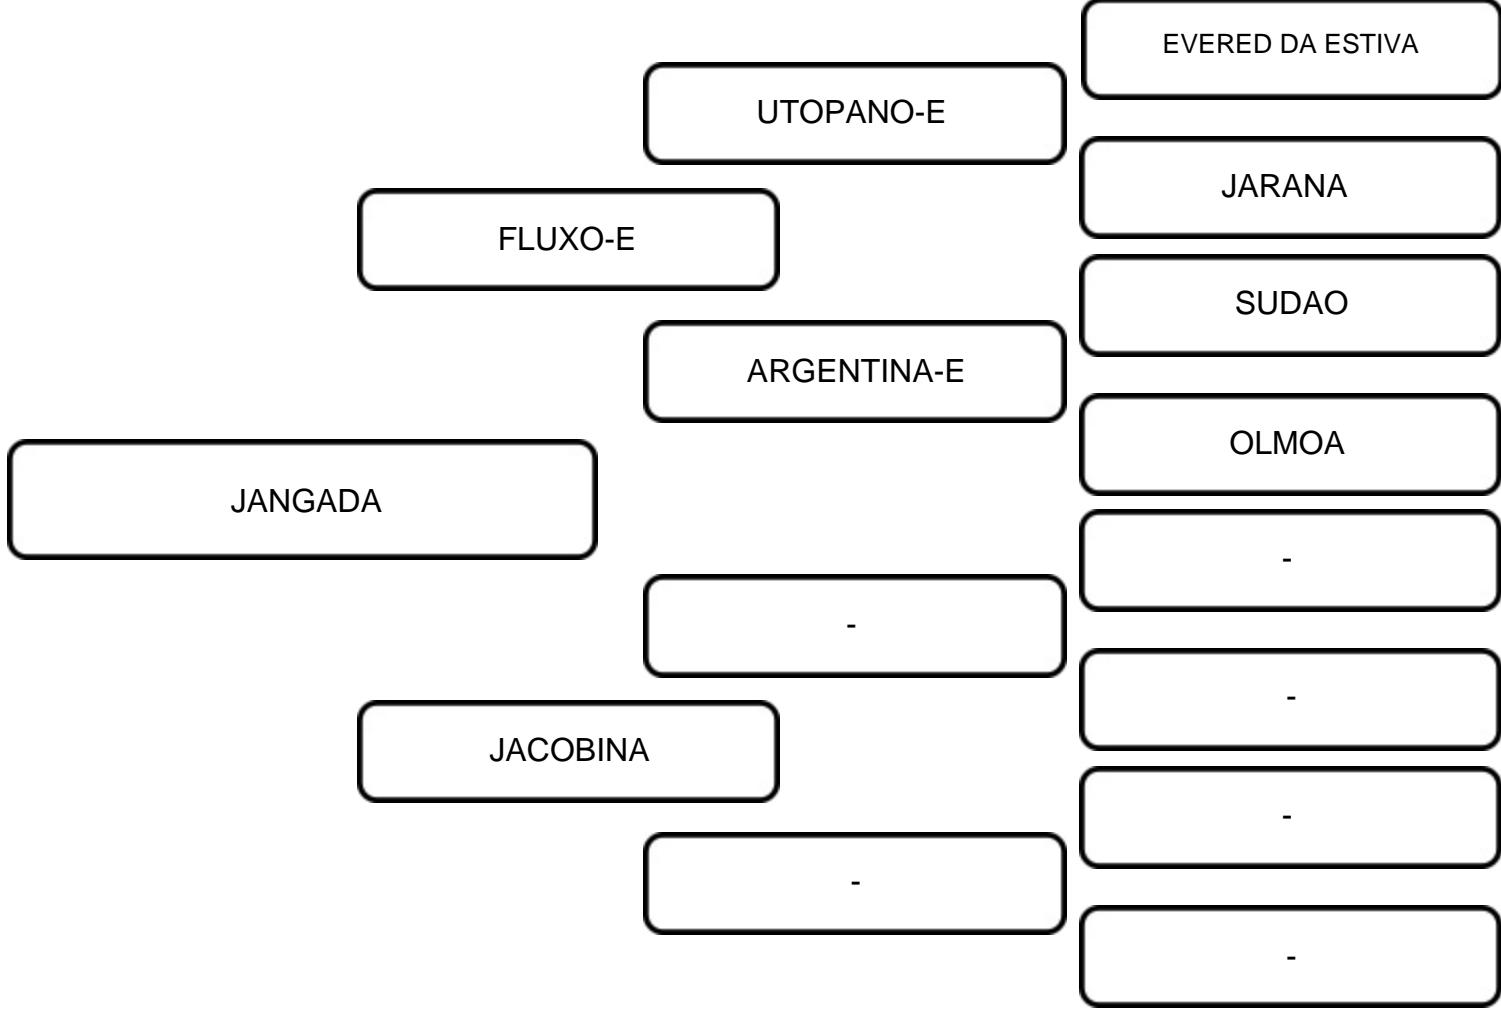 EVERED DA ESTIVA
UTOPANO-E
JARANA
FLUXO-E
SUDAO
ARGENTINA-E
OLMOA
JANGADA
-
-
-
JACOBINA
-
-
-